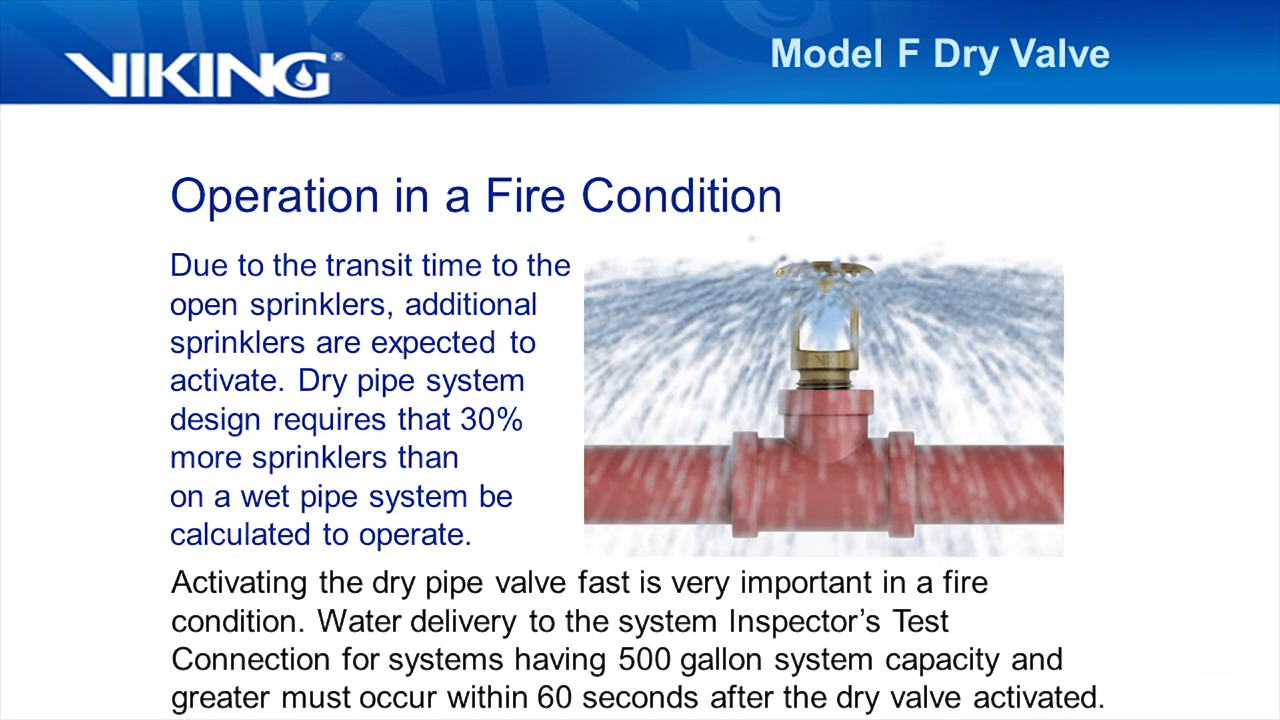 VIKING®
Model F Dry Valve
Operation in a Fire Condition
Due to the transit time to the
open sprinklers, additional
sprinklers are expected to
activate. Dry pipe system
design requires that 30%
more sprinklers than
on a wet pipe system be
calculated to operate.
Activating the dry pipe valve fast is very important in a fire
condition. Water delivery to the system Inspector’s Test
Connection for systems having 500 gallon system capacity and
greater must occur within 60 seconds after the dry valve activated.